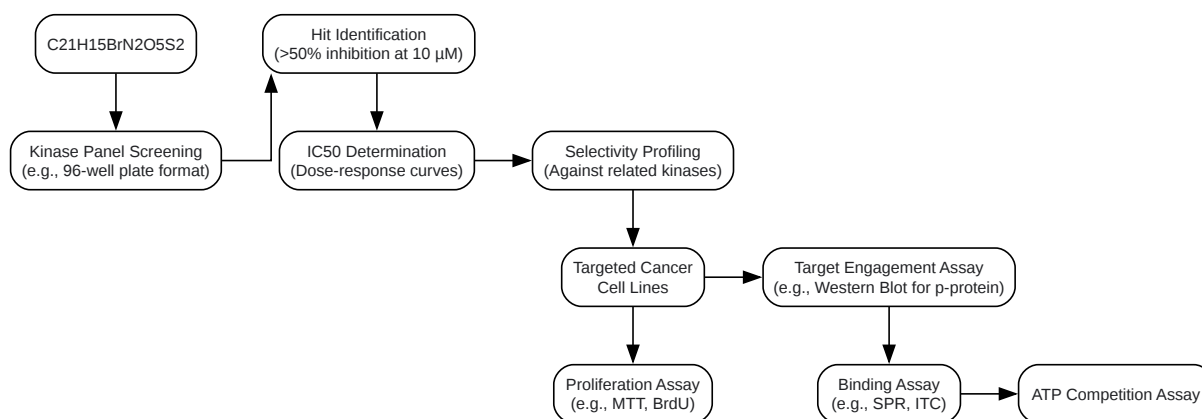 C21H15BrN2O5S2
Hit Identification
(>50% inhibition at 10 µM)
Kinase Panel Screening
(e.g., 96-well plate format)
IC50 Determination
(Dose-response curves)
Selectivity Profiling
(Against related kinases)
Targeted Cancer
Cell Lines
Target Engagement Assay
(e.g., Western Blot for p-protein)
Proliferation Assay
(e.g., MTT, BrdU)
Binding Assay
(e.g., SPR, ITC)
ATP Competition Assay